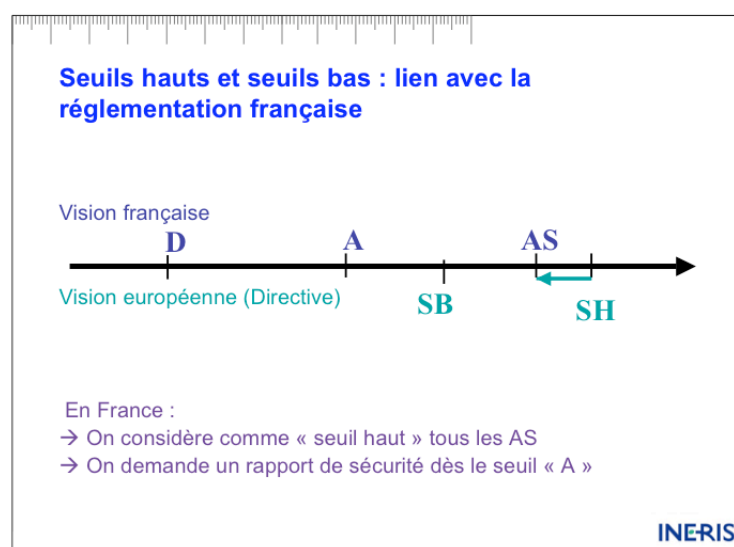 Seuils hauts et seuils bas : lien avec la
réglementation française
Vision française
D A AS
Vision européenne (Directive)
SB SH
En France :
→ On considère comme « seuil haut » tous les AS
→ On demande un rapport de sécurité dès le seuil « A »
INERIS